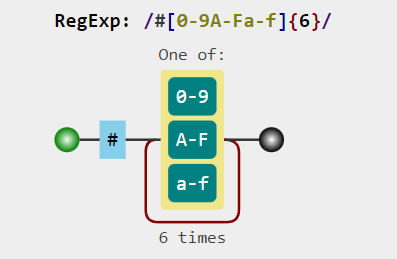 RegExp: /#[0-9A-Fa-f]{6}/
One of:
0-9
# A-F
a-f
6 times